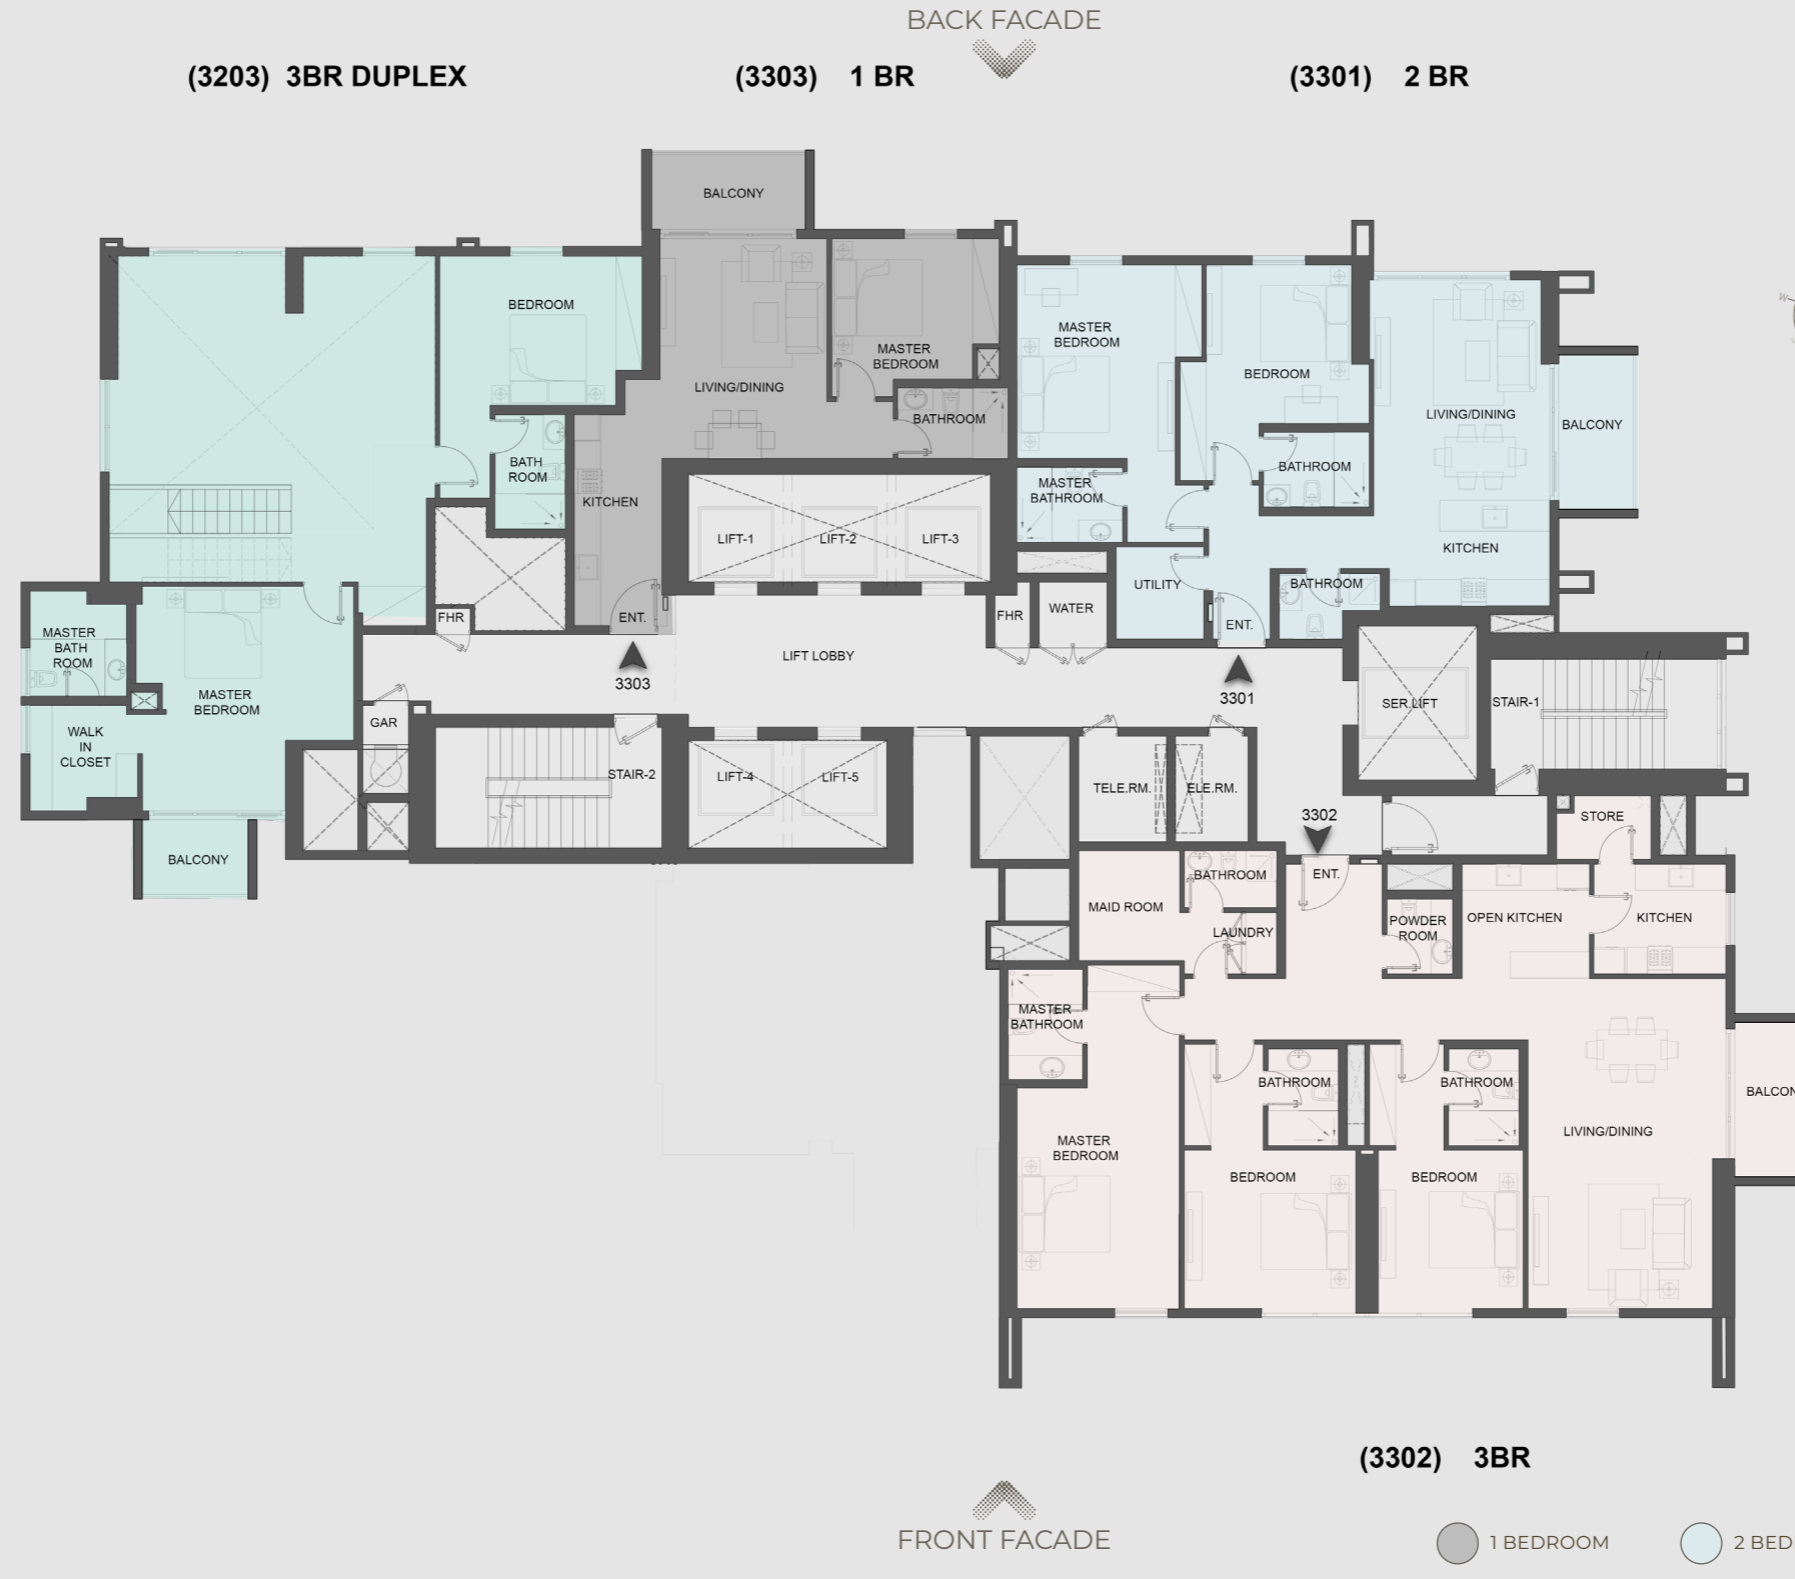 BACK FACADE
(3203) 3BR DUPLEX
(3303) 1 BR
(3301) 2 BR
BALCONY
BEDROOM
BATH
ROOM
MASTER
BATH
ROOM
WALK
IN
CLOSET
MASTER
BEDROOM
BALCONY
FHR
GAR
LIVING/DINING
MASTER
BEDROOM
BATHROOM
KITCHEN
ENT.
3303
LIFT-1
LIFT-2
LIFT-3
LIFT LOBBY
LIFT-4
LIFT-5
STAIR-2
FHR
WATER
MASTER
BEDROOM
BEDROOM
LIVING/DINING
BALCONY
MASTER
BATHROOM
BATHROOM
KITCHEN
UTILITY
BATHROOM
ENT.
3301
SER.LIFT
STAIR-1
TELE.RM.
ELE.RM.
3302
ENT.
STORE
MAID ROOM
BATHROOM
LAUNDRY
POWDER
ROOM
OPEN KITCHEN
KITCHEN
MASTER
BATHROOM
BATHROOM
BATHROOM
BALCON
LIVING/DINING
MASTER
BEDROOM
BEDROOM
BEDROOM
(3302) 3BR
FRONT FACADE
1 BEDROOM
2 BED